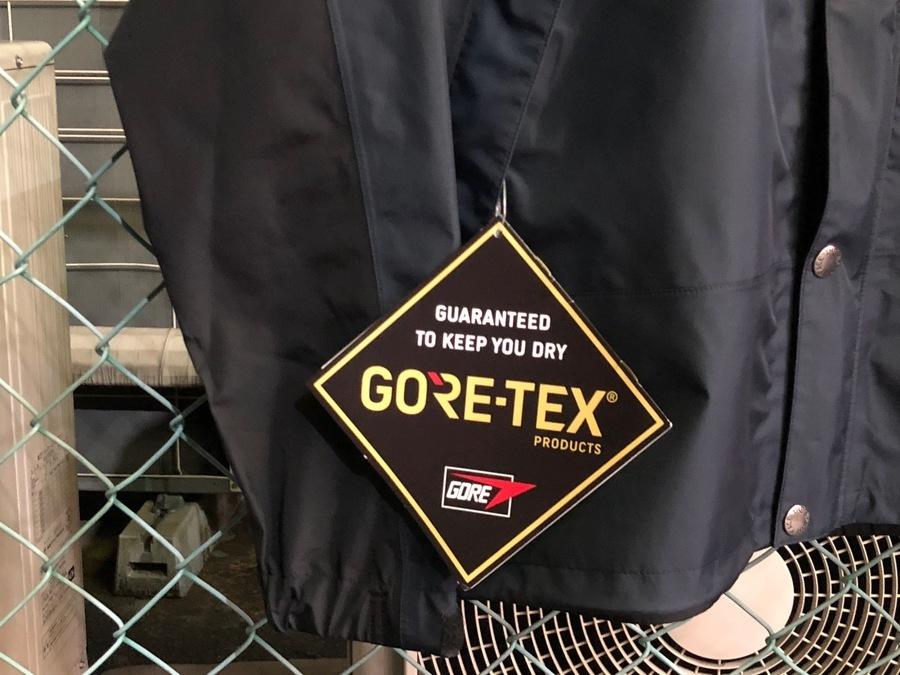 GUARANTEED
TO KEEP YOU DRY
GORE-TEX®
PRODUCTS
GORE